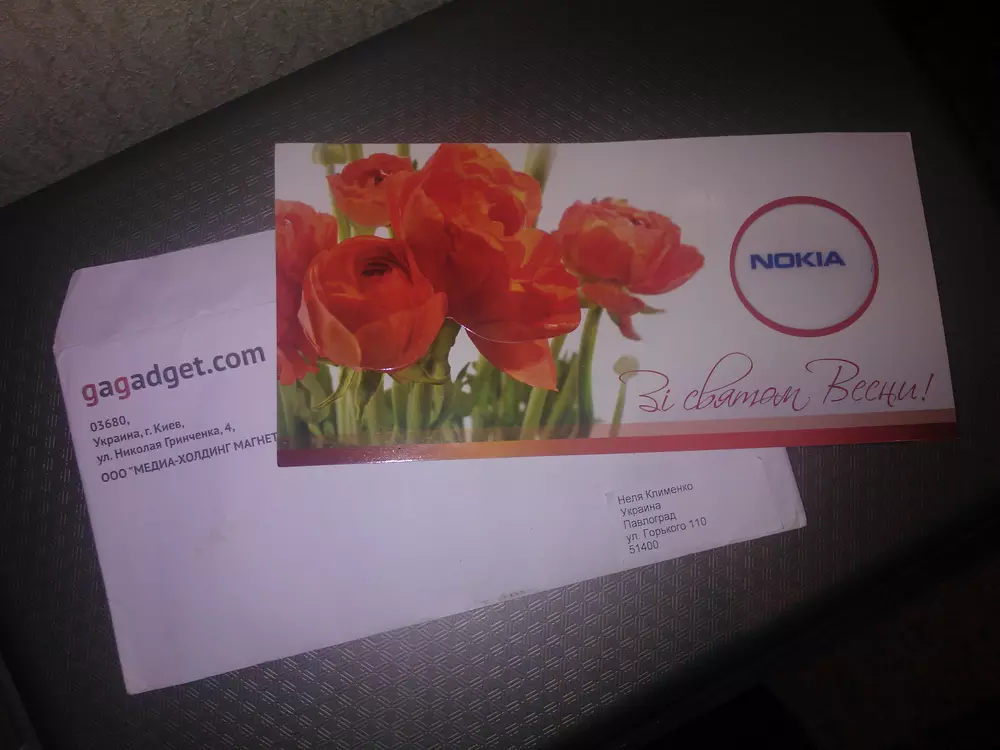 gagadget.com
03680,
Украина, г. Киев,
ул. Николая Гринченка, 4,
ООО "МЕДИА-ХОЛДИНГ МАГНЕТ
NOKIA
Зі святом Весни!
Неля Клименко
Украина
Павлоград
ул. Горького 110
51400